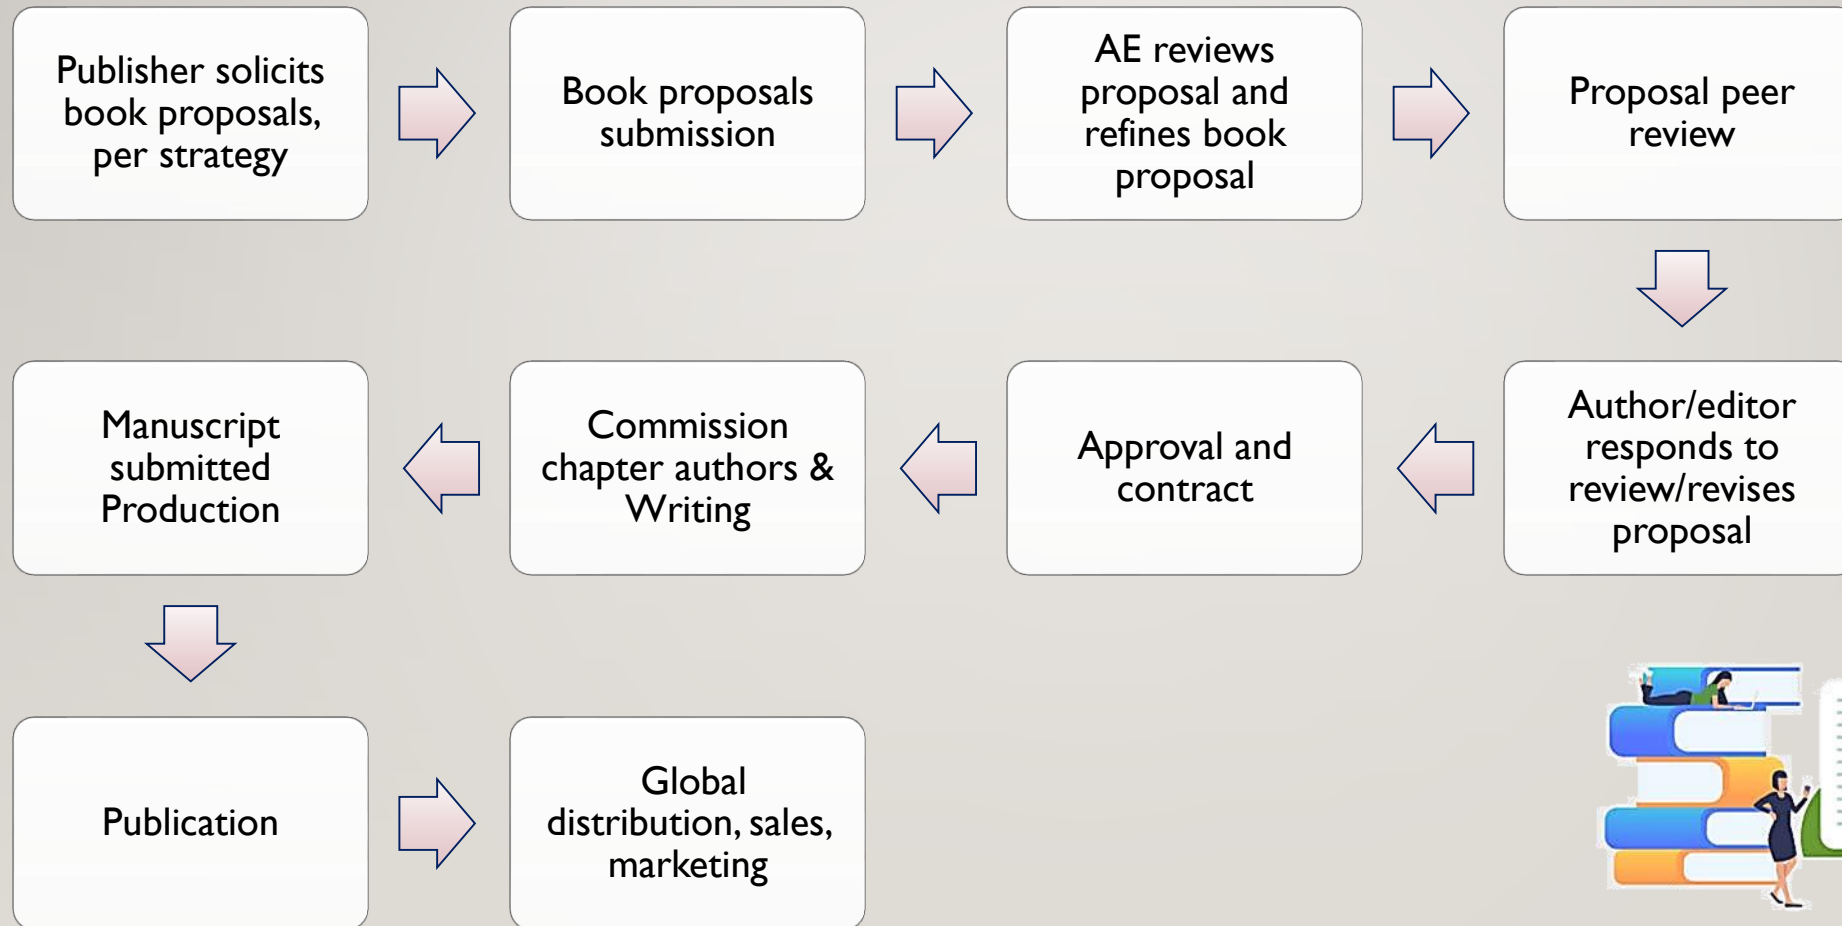 Publisher solicits
book proposals,
per strategy
Book proposals
submission
AE reviews
proposal and
refines book
proposal
Proposal peer
review
Author/editor
responds to
review/revises
proposal
Approval and
contract
Commission
chapter authors &
Writing
Manuscript
submitted
Production
Publication
Global
distribution, sales,
marketing